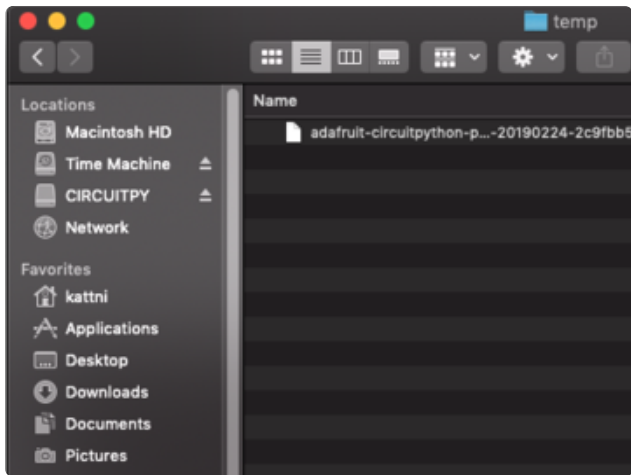 temp
Locations
Macintosh HD
Time Machine
CIRCUITPY
Network
Favorites
kattni
Applications
Desktop
Downloads
Documents
Pictures
Name
adafruit-circuitpython-p...-20190224-2c9fbb5